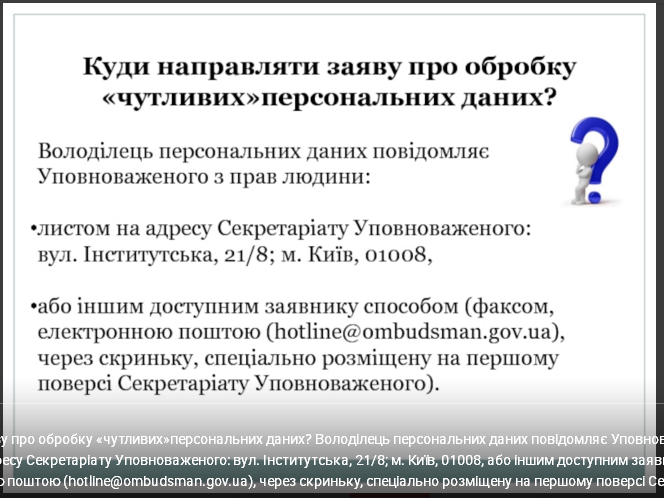 Куди направляти заяву про обробку
«чутливих»персональних даних?
Володілець персональних даних повідомляє
Уповноваженого з прав людини:
•листом на адресу Секретаріату Уповноваженого:
вул. Інститутська, 21/8; м. Київ, 01008,
•або іншим доступним заявнику способом (факсом,
електронною поштою (hotline@ombudsman.gov.ua),
через скриньку, спеціально розміщену на першому
поверсі Секретаріату Уповноваженого).
у про обробку «чутливих»персональних даних? Володілець персональних даних повідомляє Уповнов
ресу Секретаріату Уповноваженого: вул. Інститутська, 21/8; м. Київ, 01008, або іншим доступним заяв
ю поштою (hotline@ombudsman.gov.ua), через скриньку, спеціально розміщену на першому поверсі Се